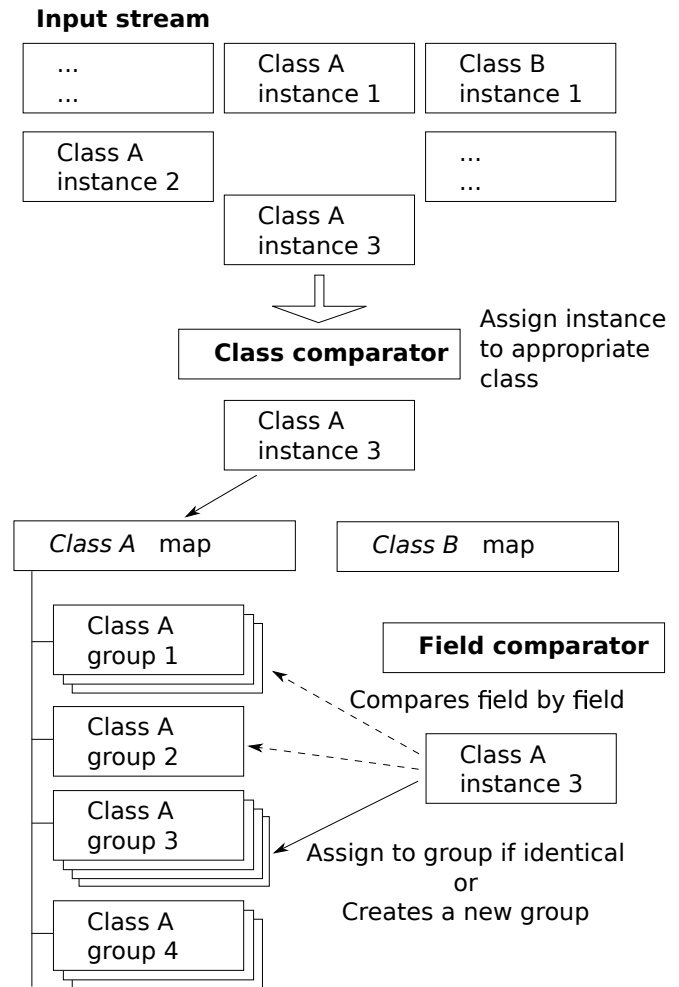 Input stream
...
...
Class A
instance 1
Class B
instance 1
Class A
instance 2
...
...
Class A
instance 3
Class comparator
Assign instance
to appropriate
class
Class A
instance 3
Class A map
Class B map
Class A
group 1
Field comparator
Compares field by field
Class A
group 2
Class A
instance 3
Class A
group 3
Assign to group if identical
or
Creates a new group
Class A
group 4